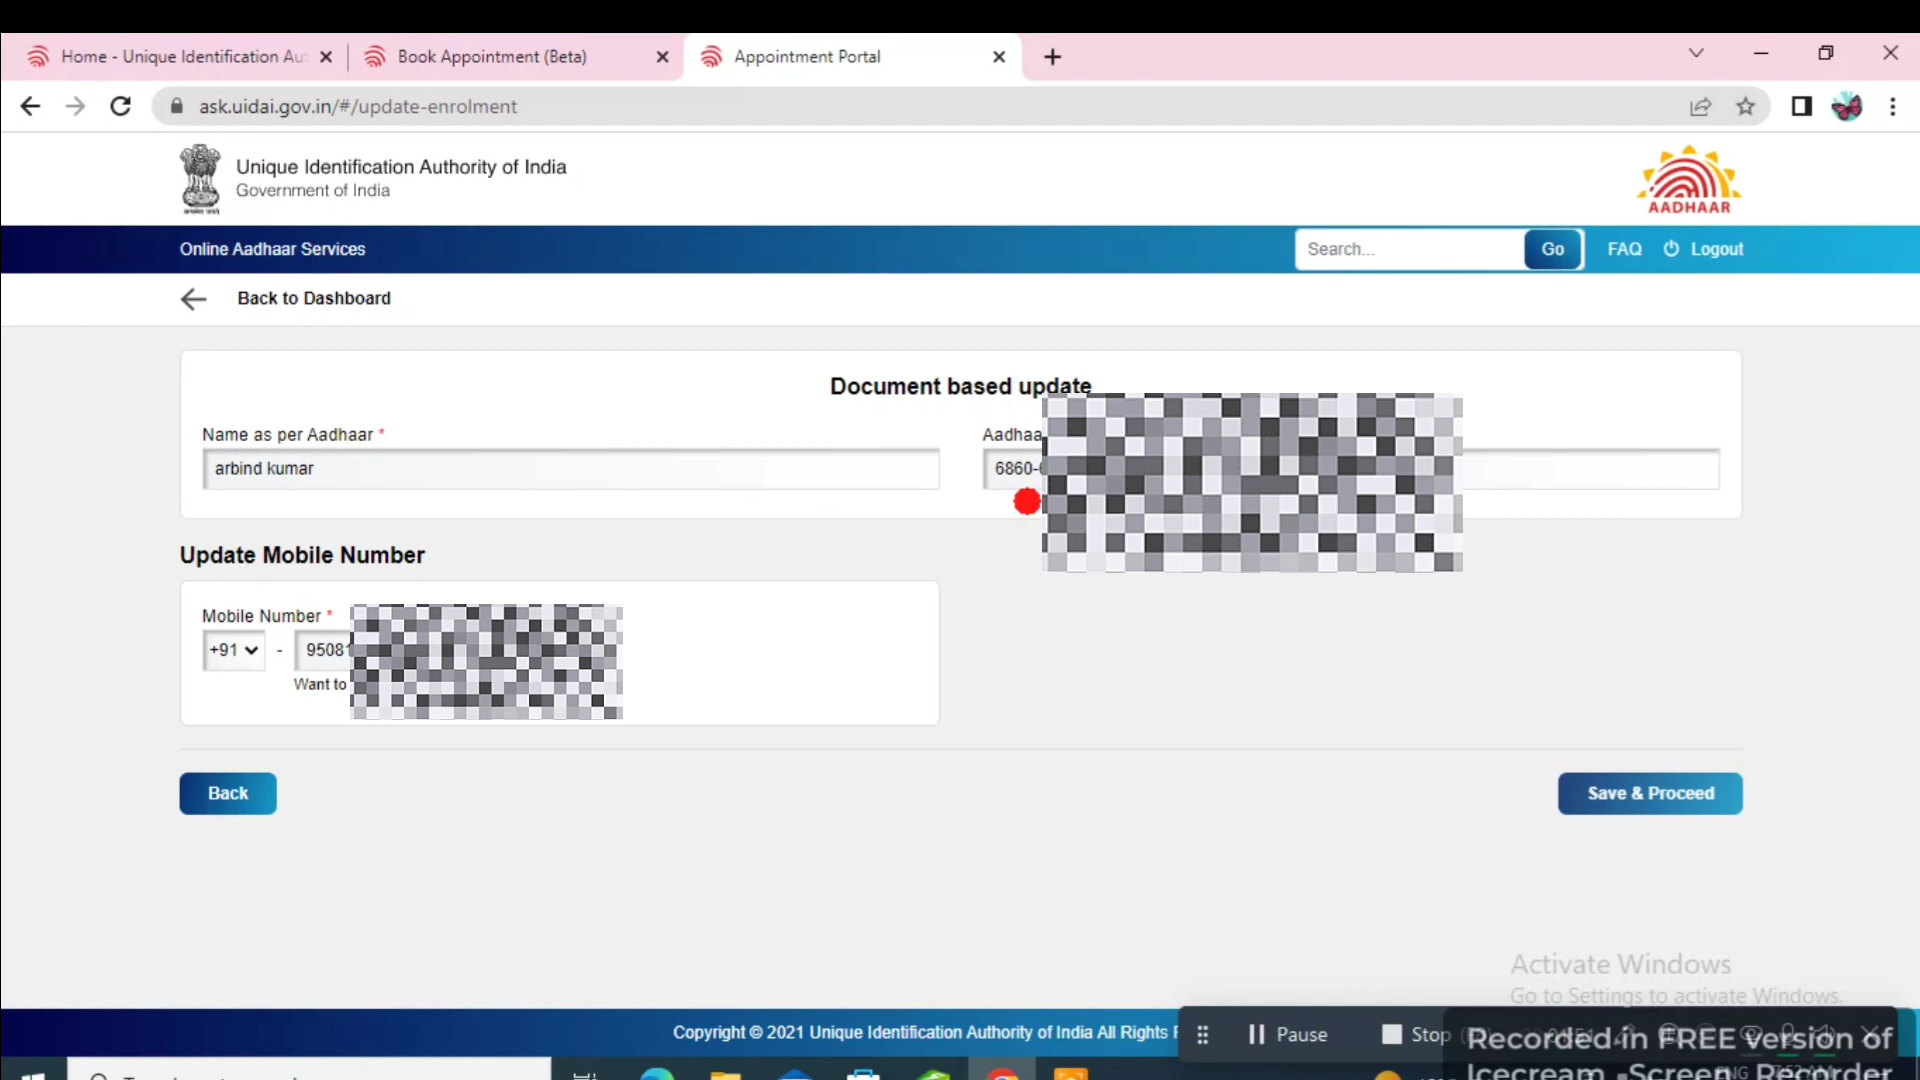 Home - Unique Identification Au
Book Appointment (Beta)
Appointment Portal
ask.uidai.gov.in/#/update-enrolment
Unique Identification Authority of India
Government of India
AADHAAR
Online Aadhaar Services
Search...
Go
FAQ
Logout
Back to Dashboard
Document based update
Name as per Aadhaar *
Aadhaa
arbind kumar
6860-
Update Mobile Number
Mobile Number *
+91 - 95081
Want to
Back
Save & Proceed
Activate Windows
Go to Settings to activate Windows.
Copyright © 2021 Unique Identification Authority of India All Rights
Pause
Stop
Recorded in FREE version of
Icecream Screen Recorder
ENG